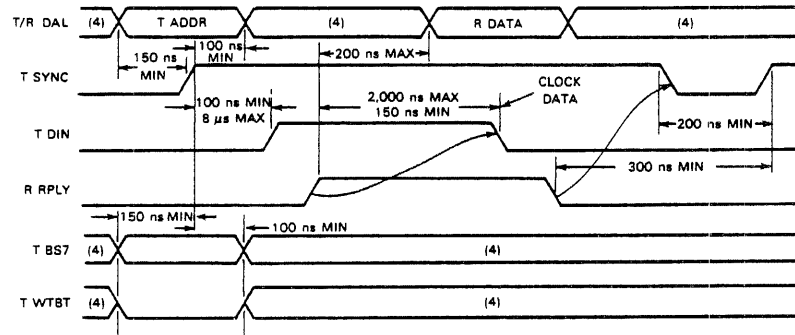 T/R DAL (4) T ADDR (4) R DATA (4)
100 ns MIN
150 ns MIN
200 ns MAX
T SYNC
CLOCK DATA
100 ns MIN
8 µs MAX
2,000 ns MAX
150 ns MIN
200 ns MIN
T DIN
300 ns MIN
R RPLY
150 ns MIN
100 ns MIN
T BS7 (4) (4)
T WTBT (4) (4)